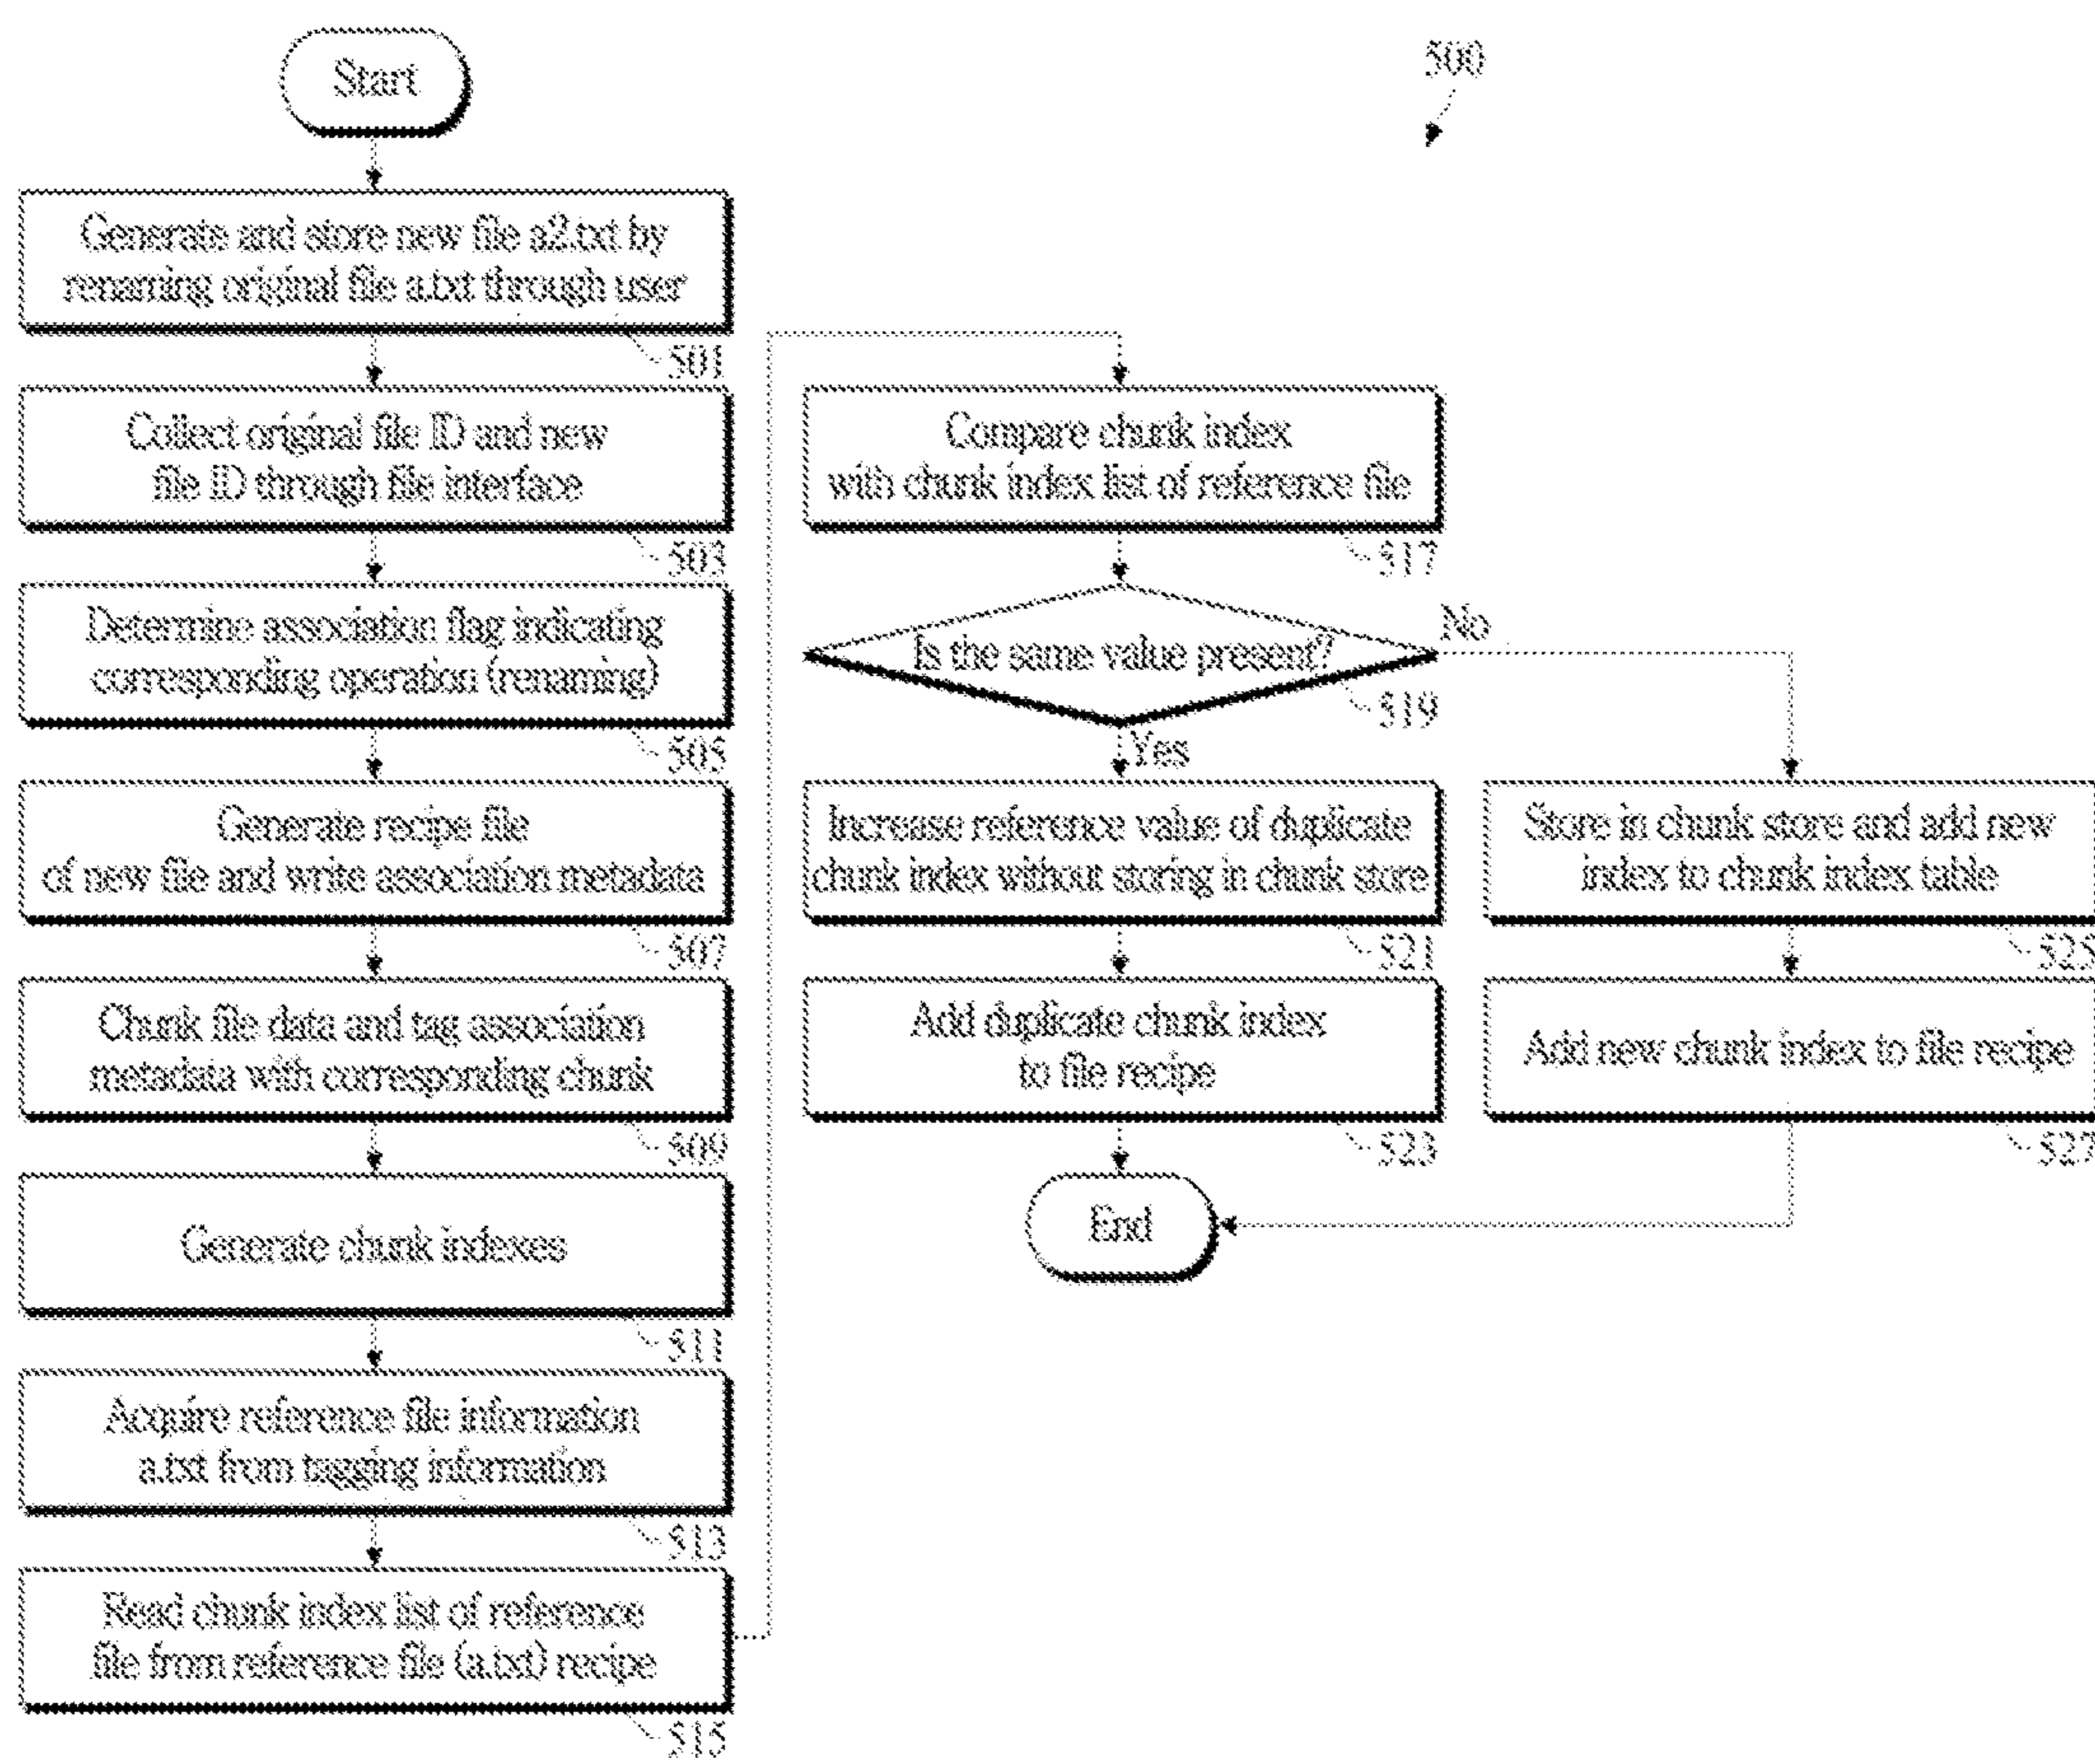 Start
500
Generate and store new file a2.txt by
renaming original file a.txt through user
501
Collect original file ID and new
file ID through file interface
503
Determine association flag indicating
corresponding operation (renaming)
505
Generate recipe file
of new file and write association metadata
507
Chunk file data and tag association
metadata with corresponding chunk
509
Generate chunk indexes
511
Acquire reference file information
a.txt from tagging information
513
Read chunk index list of reference
file from reference file (a.txt) recipe
515
Compare chunk index
with chunk index list of reference file
517
Is the same value present?
519
No
Yes
Increase reference value of duplicate
chunk index without storing in chunk store
521
Add duplicate chunk index
to file recipe
523
Store in chunk store and add new
index to chunk index table
525
Add new chunk index to file recipe
527
End